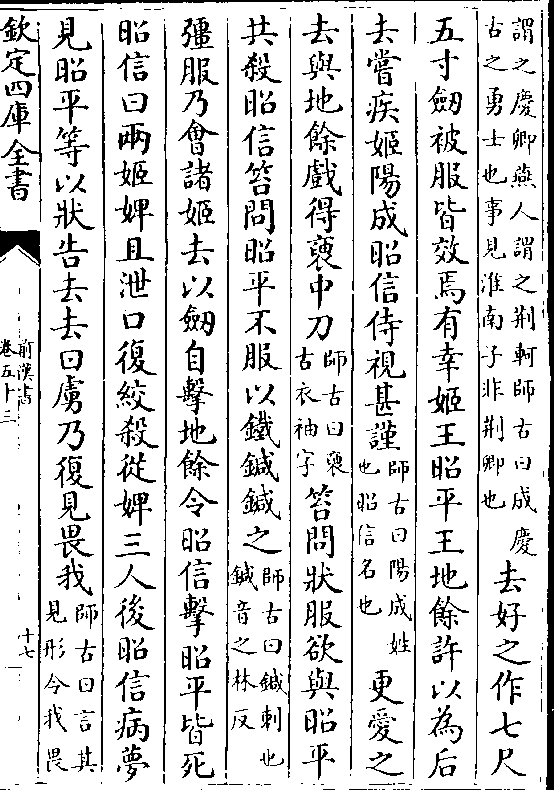 謂之慶卿燕人謂之荆軻師古曰成慶
古之勇士也事見淮南子非荆卿也
去好之作七尺
五寸劒被服皆效焉有幸姬王昭平王地餘許以為后
去嘗疾姬陽成昭信侍視甚謹
師古曰陽成姓
也昭信名也
更愛之
去與地餘戲得褏中刀
師古曰褏
古衣袖字
笞問狀服欲與昭平
共殺昭信笞問昭平不服以鐵鍼鍼之
師古曰鍼刺也
鍼音之林反
彊服乃會諸姬去以劒自擊地餘令昭信擊昭平皆死
昭信曰兩姬婢且泄口復絞殺從婢三人後昭信病夢
見昭平等以狀告去去曰虜乃復見畏我
師古曰言其
見形令我畏
欽定四庫全書
前漢書
卷五十三
十七